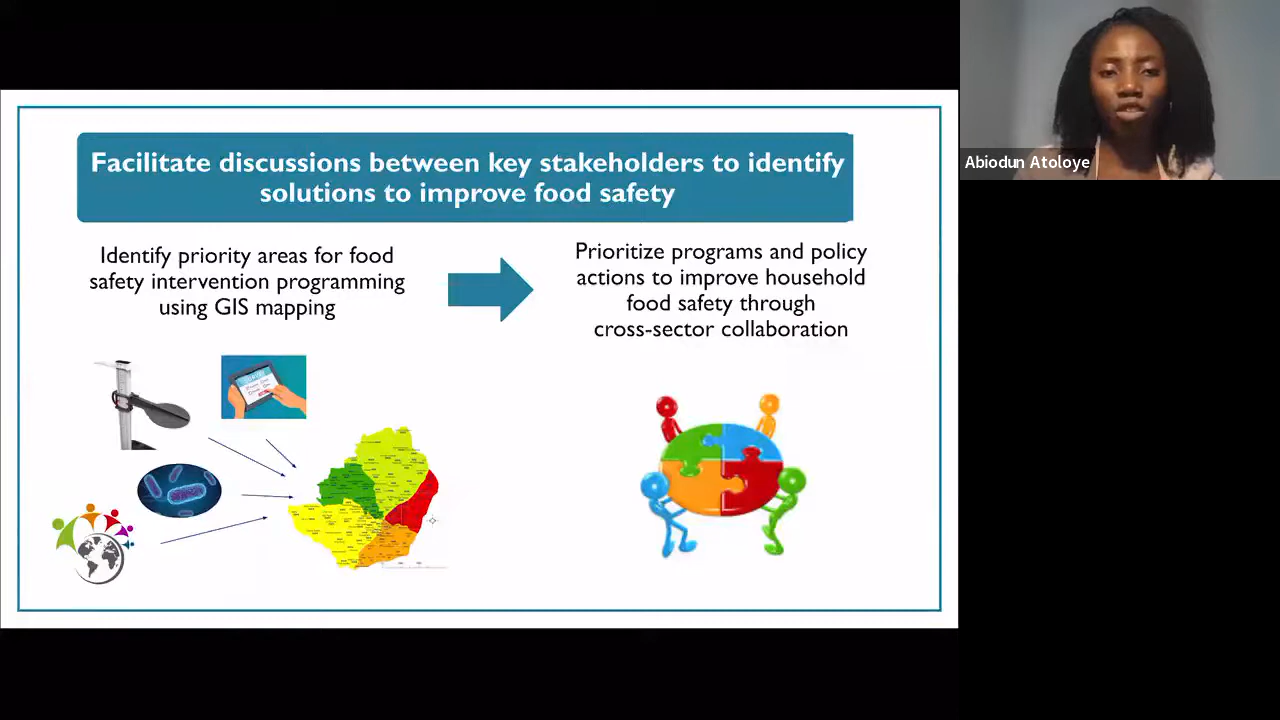 Facilitate discussions between key stakeholders to identify
solutions to improve food safety
Identify priority areas for food
safety intervention programming
using GIS mapping
Prioritize programs and policy
actions to improve household
food safety through
cross-sector collaboration
Abiodun Atoloye